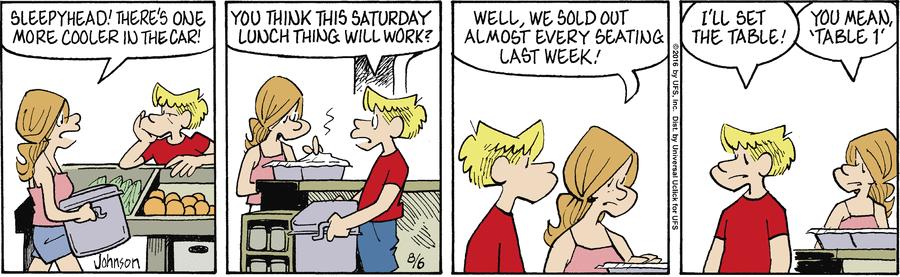 SLEEPYHEAD! THERE'S ONE
MORE COOLER IN THE CAR!
Johnson
YOU THINK THIS SATURDAY
LUNCH THING WILL WORK?
8/6
WELL, WE SOLD OUT
ALMOST EVERY SEATING
LAST WEEK!
©2016 by UFS, Inc. Dist. by Universal Uclick for UFS
I'LL SET
THE TABLE!
YOU MEAN,
'TABLE 1'